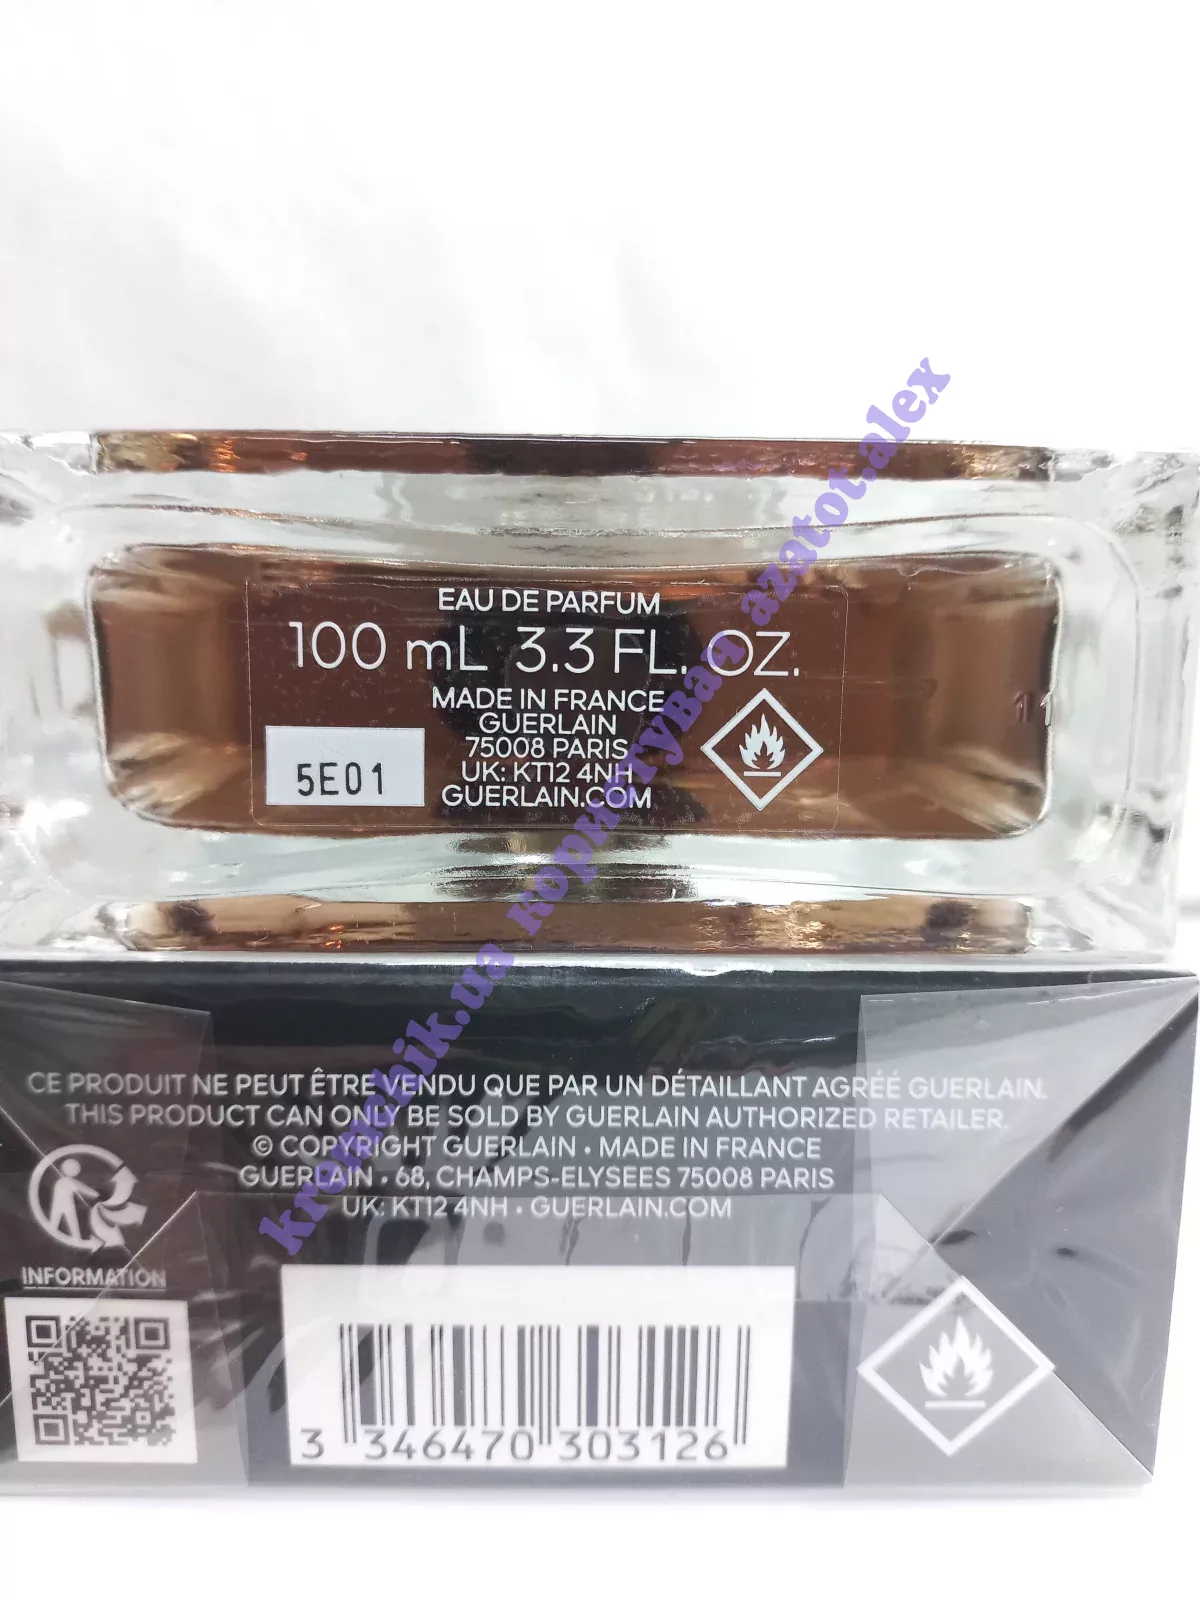 EAU DE PARFUM
100 mL 3.3 FL. OZ.
MADE IN FRANCE
GUERLAIN
75008 PARIS
UK: KT12 4NH
GUERLAIN.COM
5E01
11
kremchik.ua копируВая azatot.alex
CE PRODUIT NE PEUT ÊTRE VENDU QUE PAR UN DÉTAILLANT AGRÉÉ GUERLAIN.
THIS PRODUCT CAN ONLY BE SOLD BY GUERLAIN AUTHORIZED RETAILER.
© COPYRIGHT GUERLAIN • MADE IN FRANCE
GUERLAIN • 68, CHAMPS-ELYSEES 75008 PARIS
UK: KT12 4NH • GUERLAIN.COM
INFORMATION
3 346470 303126